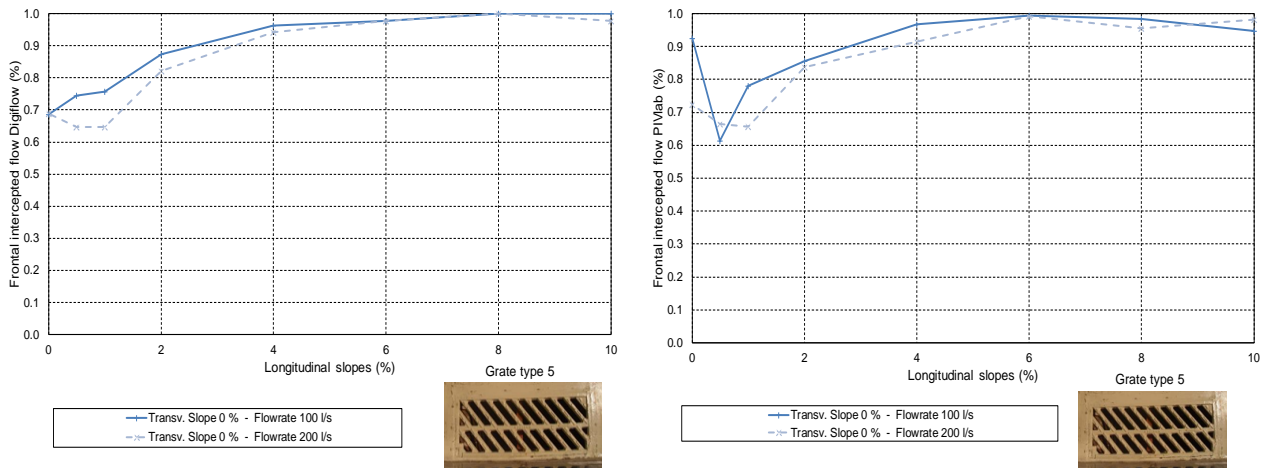 Frontal intercepted flow Digiflow (%)
1.0
0.9
0.8
0.7
0.6
0.5
0.4
0.3
0.2
0.1
0.0
0 2 4 6 8 10
Longitudinal slopes (%)
Grate type 5
Transv. Slope 0 % - Flowrate 100 l/s
Transv. Slope 0 % - Flowrate 200 l/s
Frontal intercepted flow PIVlab (%)
1.0
0.9
0.8
0.7
0.6
0.5
0.4
0.3
0.2
0.1
0.0
0 2 4 6 8 10
Longitudinal slopes (%)
Grate type 5
Transv. Slope 0 % - Flowrate 100 l/s
Transv. Slope 0 % - Flowrate 200 l/s